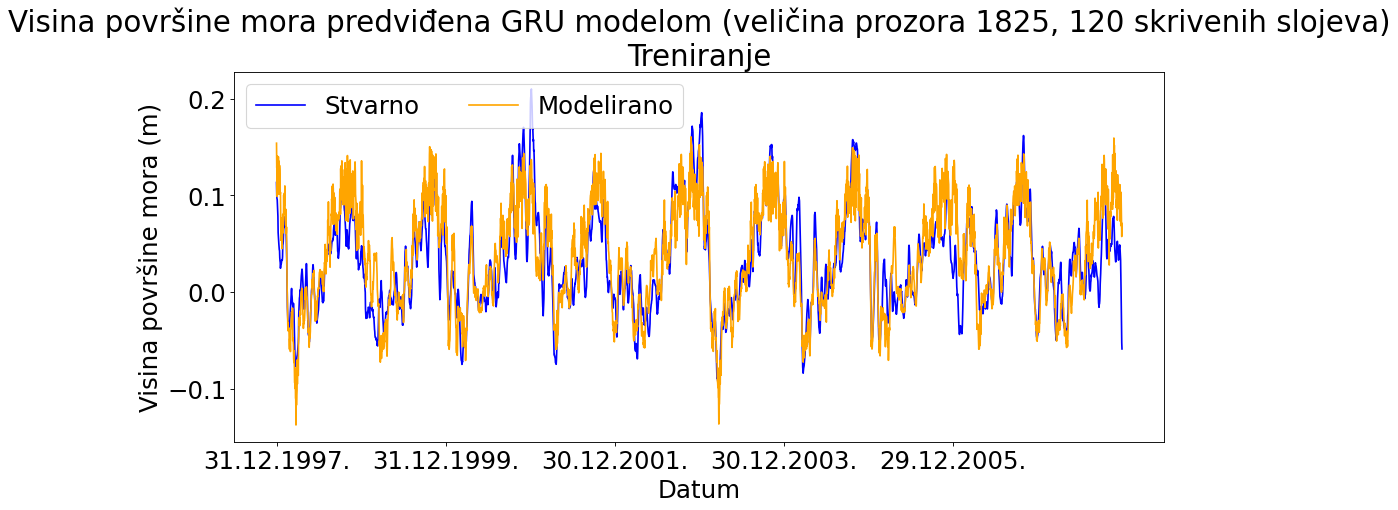 Visina površine mora predviđena GRU modelom (veličina prozora 1825, 120 skrivenih slojeva)
Treniranje
Stvarno Modelirano
Visina površine mora (m)
0.2
0.1
0.0
−0.1
31.12.1997. 31.12.1999. 30.12.2001. 30.12.2003. 29.12.2005.
Datum